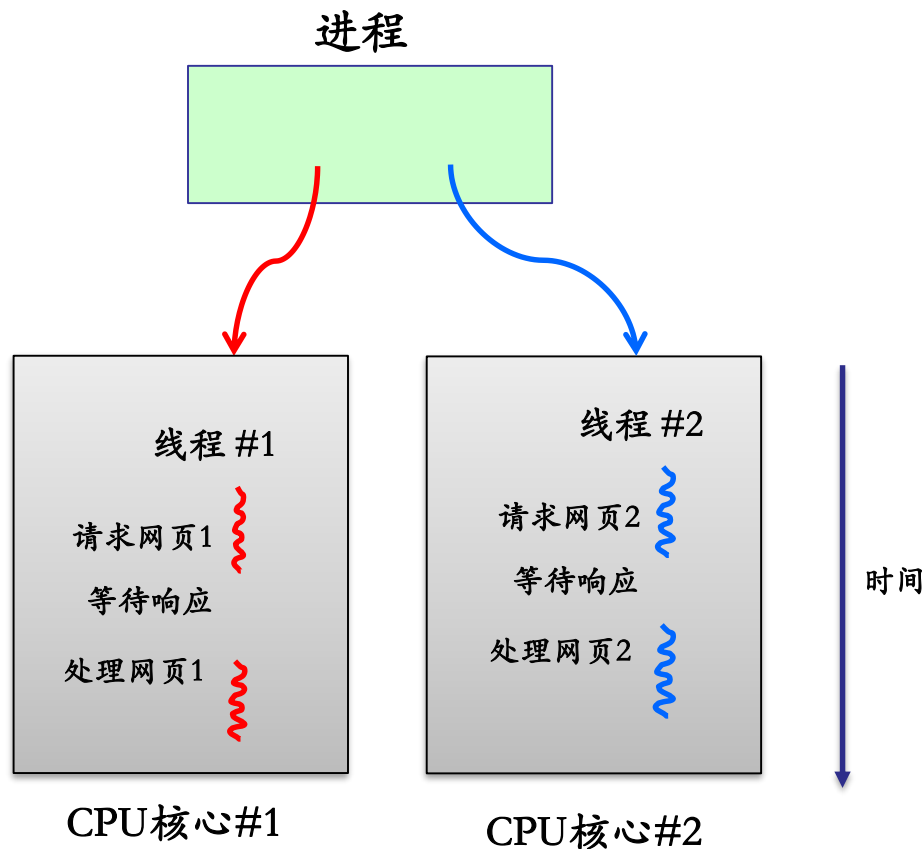 进程
线程 #1
请求网页1
等待响应
处理网页1
CPU核心#1
线程 #2
请求网页2
等待响应
处理网页2
CPU核心#2
时间